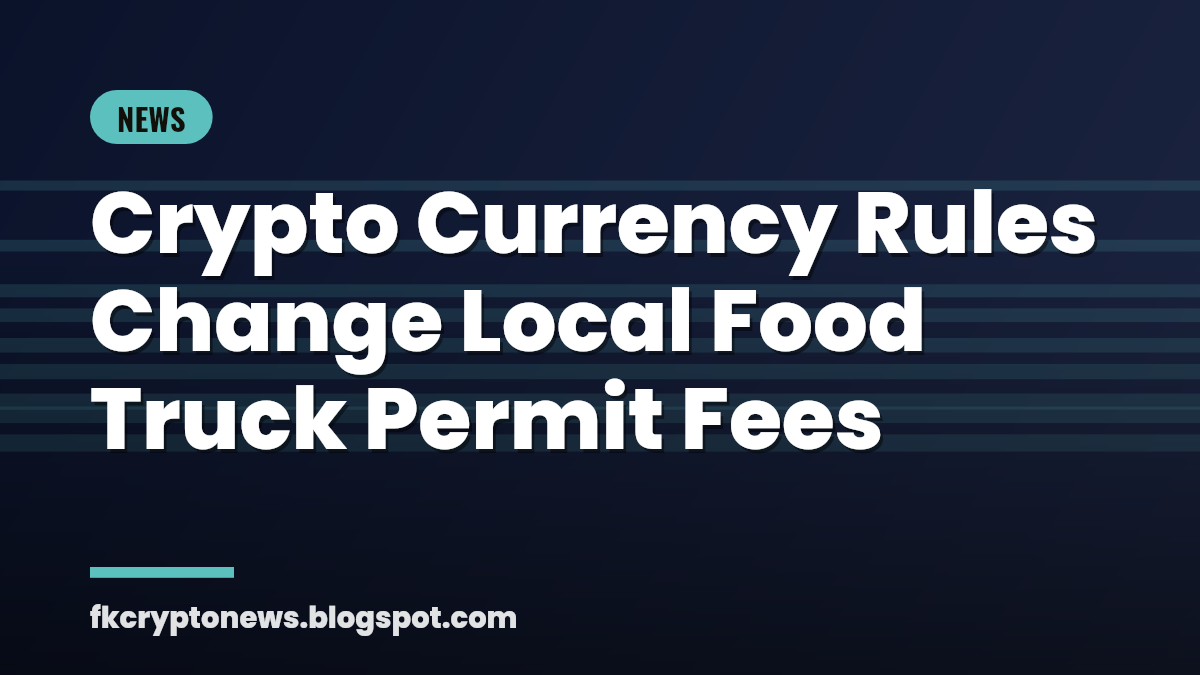 NEWS
Crypto Currency Rules
Change Local Food
Truck Permit Fees
fkcryptonews.blogspot.com